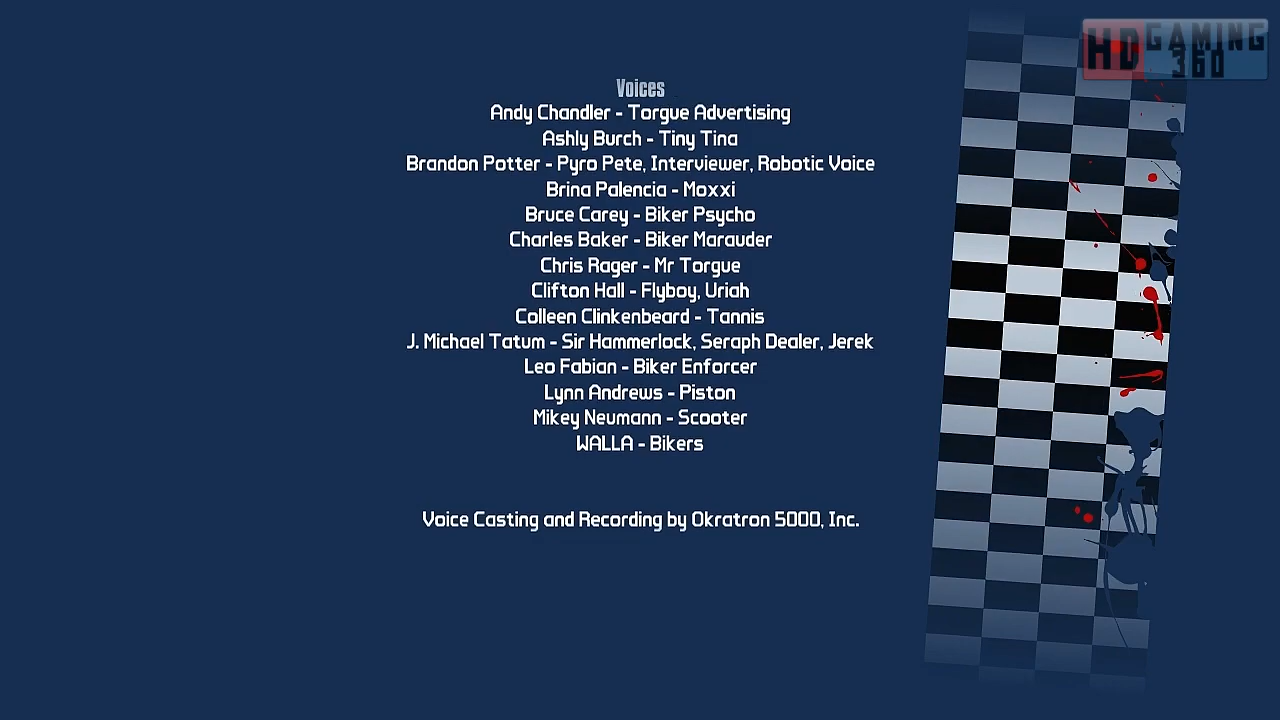 HD GAMING 360
Voices
Andy Chandler - Torgue Advertising
Ashly Burch - Tiny Tina
Brandon Potter - Pyro Pete, Interviewer, Robotic Voice
Brina Palencia - Moxxi
Bruce Carey - Biker Psycho
Charles Baker - Biker Marauder
Chris Rager - Mr Torgue
Clifton Hall - Flyboy, Uriah
Colleen Clinkenbeard - Tannis
J. Michael Tatum - Sir Hammerlock, Seraph Dealer, Jerek
Leo Fabian - Biker Enforcer
Lynn Andrews - Piston
Mikey Neumann - Scooter
WALLA - Bikers
Voice Casting and Recording by Okratron 5000, Inc.